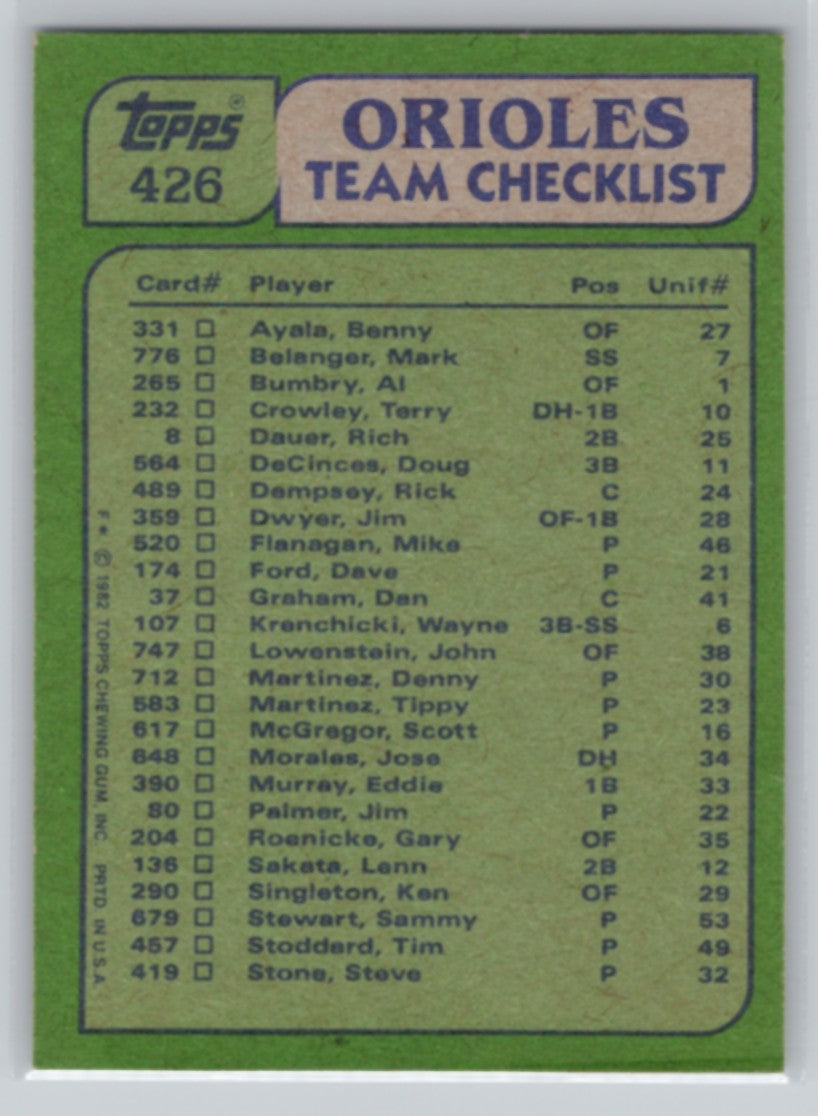 Topps®
426
ORIOLES
TEAM CHECKLIST
Card# Player Pos Unif#
331 □ Ayala, Benny OF 27
776 □ Belanger, Mark SS 7
265 □ Bumbry, Al OF 1
232 □ Crowley, Terry DH-1B 10
8 □ Dauer, Rich 2B 25
564 □ DeCinces, Doug 3B 11
489 □ Dempsey, Rick C 24
359 □ Dwyer, Jim OF-1B 28
520 □ Flanagan, Mike P 46
174 □ Ford, Dave P 21
37 □ Graham, Dan C 41
107 □ Krenchicki, Wayne 3B-SS 6
747 □ Lowenstein, John OF 38
712 □ Martinez, Denny P 30
583 □ Martinez, Tippy P 23
617 □ McGregor, Scott P 16
648 □ Morales, Jose DH 34
390 □ Murray, Eddie 1B 33
80 □ Palmer, Jim P 22
204 □ Roenicke, Gary OF 35
136 □ Sakata, Lenn 2B 12
290 □ Singleton, Ken OF 29
679 □ Stewart, Sammy P 53
457 □ Stoddard, Tim P 49
419 □ Stone, Steve P 32
F★ © 1982 TOPPS CHEWING GUM, INC PRTD IN U.S.A